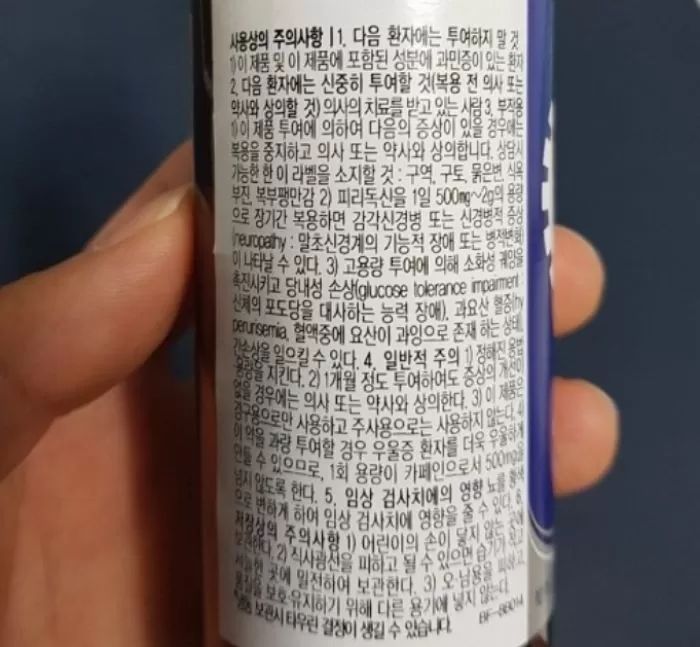 사용상의 주의사항 | 1. 다음 환자에는 투여하지 말 것
1) 이 제품 및 이 제품에 포함된 성분에 과민증이 있는 환자
2. 다음 환자에는 신중히 투여할 것(복용 전 의사 또는
약사와 상의할 것) 의사의 치료를 받고 있는 사람 3. 부작용
1) 이 제품 투여에 의하여 다음의 증상이 있을 경우에는
복용을 중지하고 의사 또는 약사와 상의합니다. 상담시
가능한 한 이 라벨을 소지할 것 : 구역, 구토, 묽은변, 식욕
부진, 복부팽만감 2) 피리독신을 1일 500mg~2g의 용량
으로 장기간 복용하면 감각신경병 또는 신경병적 증상
(neuropathy : 말초신경계의 기능적 장애 또는 병적변화)
이 나타날 수 있다. 3) 고용량 투여에 의해 소화성 궤양을
촉진시키고 당내성 손상(glucose tolerance impairment :
신체의 포도당을 대사하는 능력 장애), 과요산 혈증(hy
perurisemia, 혈액중에 요산이 과잉으로 존재 하는 상태),
간손상을 일으킬 수 있다. 4. 일반적 주의 1) 정해진 용법
용량을 지킨다. 2) 1개월 정도 투여하여도 증상의 개선이
없을 경우에는 의사 또는 약사와 상의한다. 3) 이 제품은
경구용으로만 사용하고 주사용으로는 사용하지 않는다. 4)
이 약을 과량 투여할 경우 우울증 환자를 더욱 우울하게
만들 수 있으므로, 1회 용량이 카페인으로서 500mg을
넘지 않도록 한다. 5. 임상 검사치에의 영향 뇨를 황색
으로 변하게 하여 임상 검사치에 영향을 줄 수 있다. 6.
저장상의 주의사항 1) 어린이의 손이 닿지 않는 곳에
보관한다. 2) 직사광선을 피하고 될 수 있으면 습기가 적고
서늘한 곳에 밀전하여 보관한다. 3) 오·남용을 피하고,
품질을 보호·유지하기 위해 다른 용기에 넣지 않는다.
보관시 타우린 결정이 생길 수 있습니다.